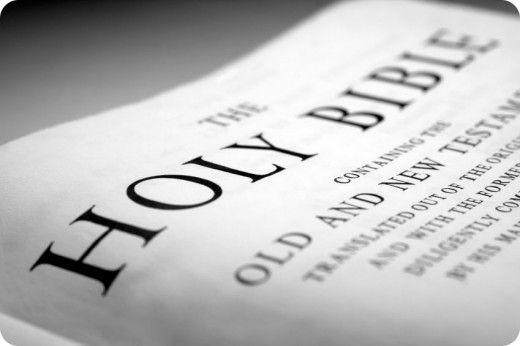 THE
HOLY BIBLE
CONTAINING THE
OLD AND NEW
TRANSLATED OUT OF THE
AND WITH THE FORMER
DILIGENTLY
BY HIS